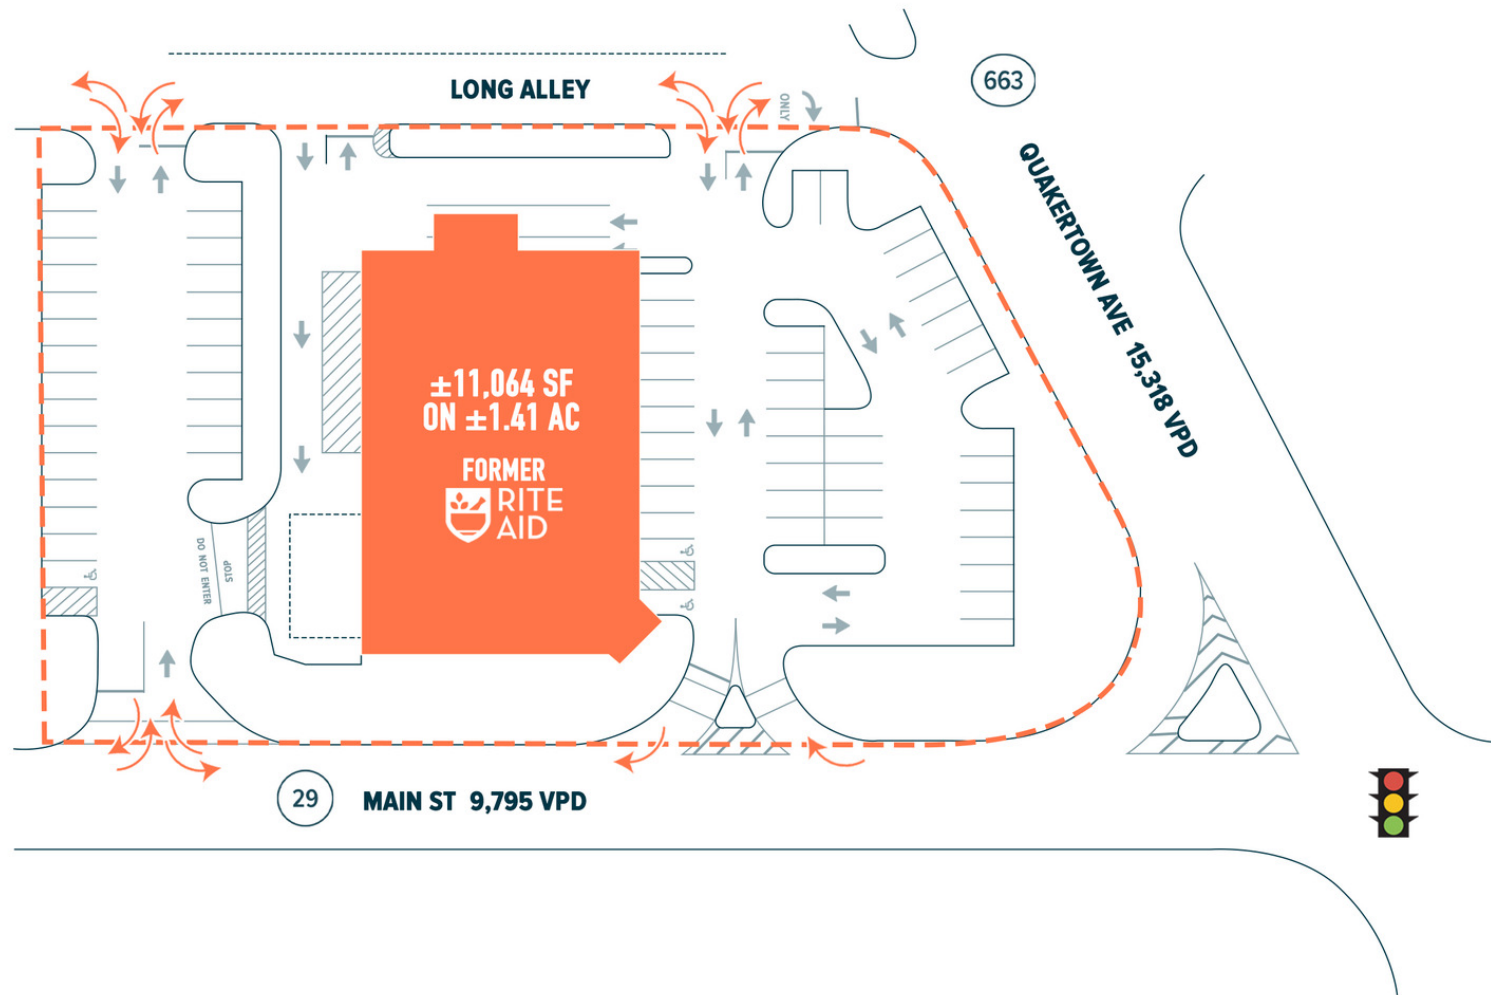 LONG ALLEY
ONLY
663
QUAKERTOWN AVE 15,318 VPD
±11,064 SF
ON ±1.41 AC
FORMER
RITE
AID
DO NOT ENTER
STOP
29
MAIN ST 9,795 VPD